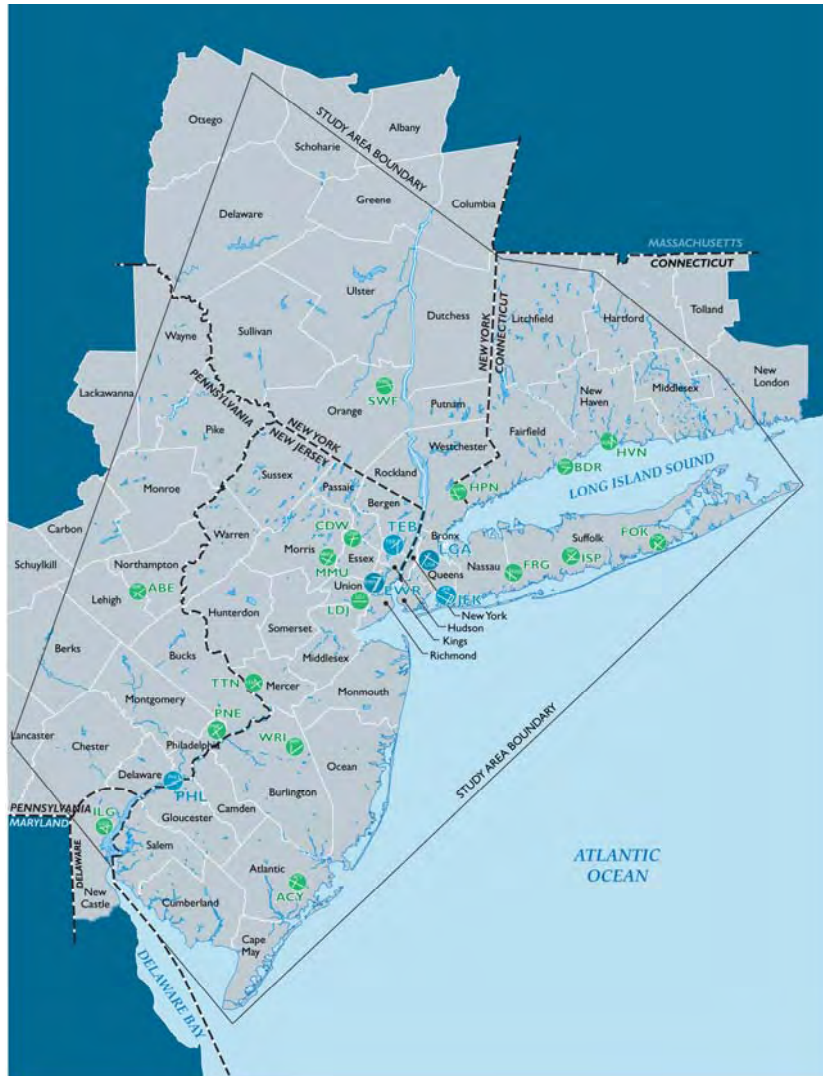 Otsego
Albany
STUDY AREA BOUNDARY
Schoharie
Greene
Columbia
Delaware
MASSACHUSETTS
CONNECTICUT
Ulster
Wayne
Sullivan
Dutchess
NEW YORK
CONNECTICUT
Litchfield
Hartford
Tolland
New
London
Lackawanna
PENNSYLVANIA
SWF
Orange
NEW YORK
NEW JERSEY
Putnam
New
Haven
Middlesex
Pike
Fairfield
Westchester
HVN
BDR
Rockland
Sussex
Passaic
Bergen
HPN
LONG ISLAND SOUND
Monroe
Carbon
Warren
CDW
TEB
Bronx
LGA
Suffolk
FOK
Schuylkill
Northampton
Morris
Essex
MMU
Queens
Nassau
FRG
ISP
ABE
Lehigh
Union
EWR
JFK
LDJ
New York
Hudson
Kings
Richmond
Hunterdon
Somerset
Middlesex
Berks
Bucks
TTN
Mercer
Monmouth
Montgomery
PNE
WRI
Lancaster
Chester
Philadelphia
Ocean
STUDY AREA BOUNDARY
Delaware
PHL
Burlington
PENNSYLVANIA
MARYLAND
ILG
Camden
Gloucester
Salem
DELAWARE
New
Castle
Atlantic
ACY
Cumberland
Cape
May
ATLANTIC
OCEAN
DELAWARE BAY